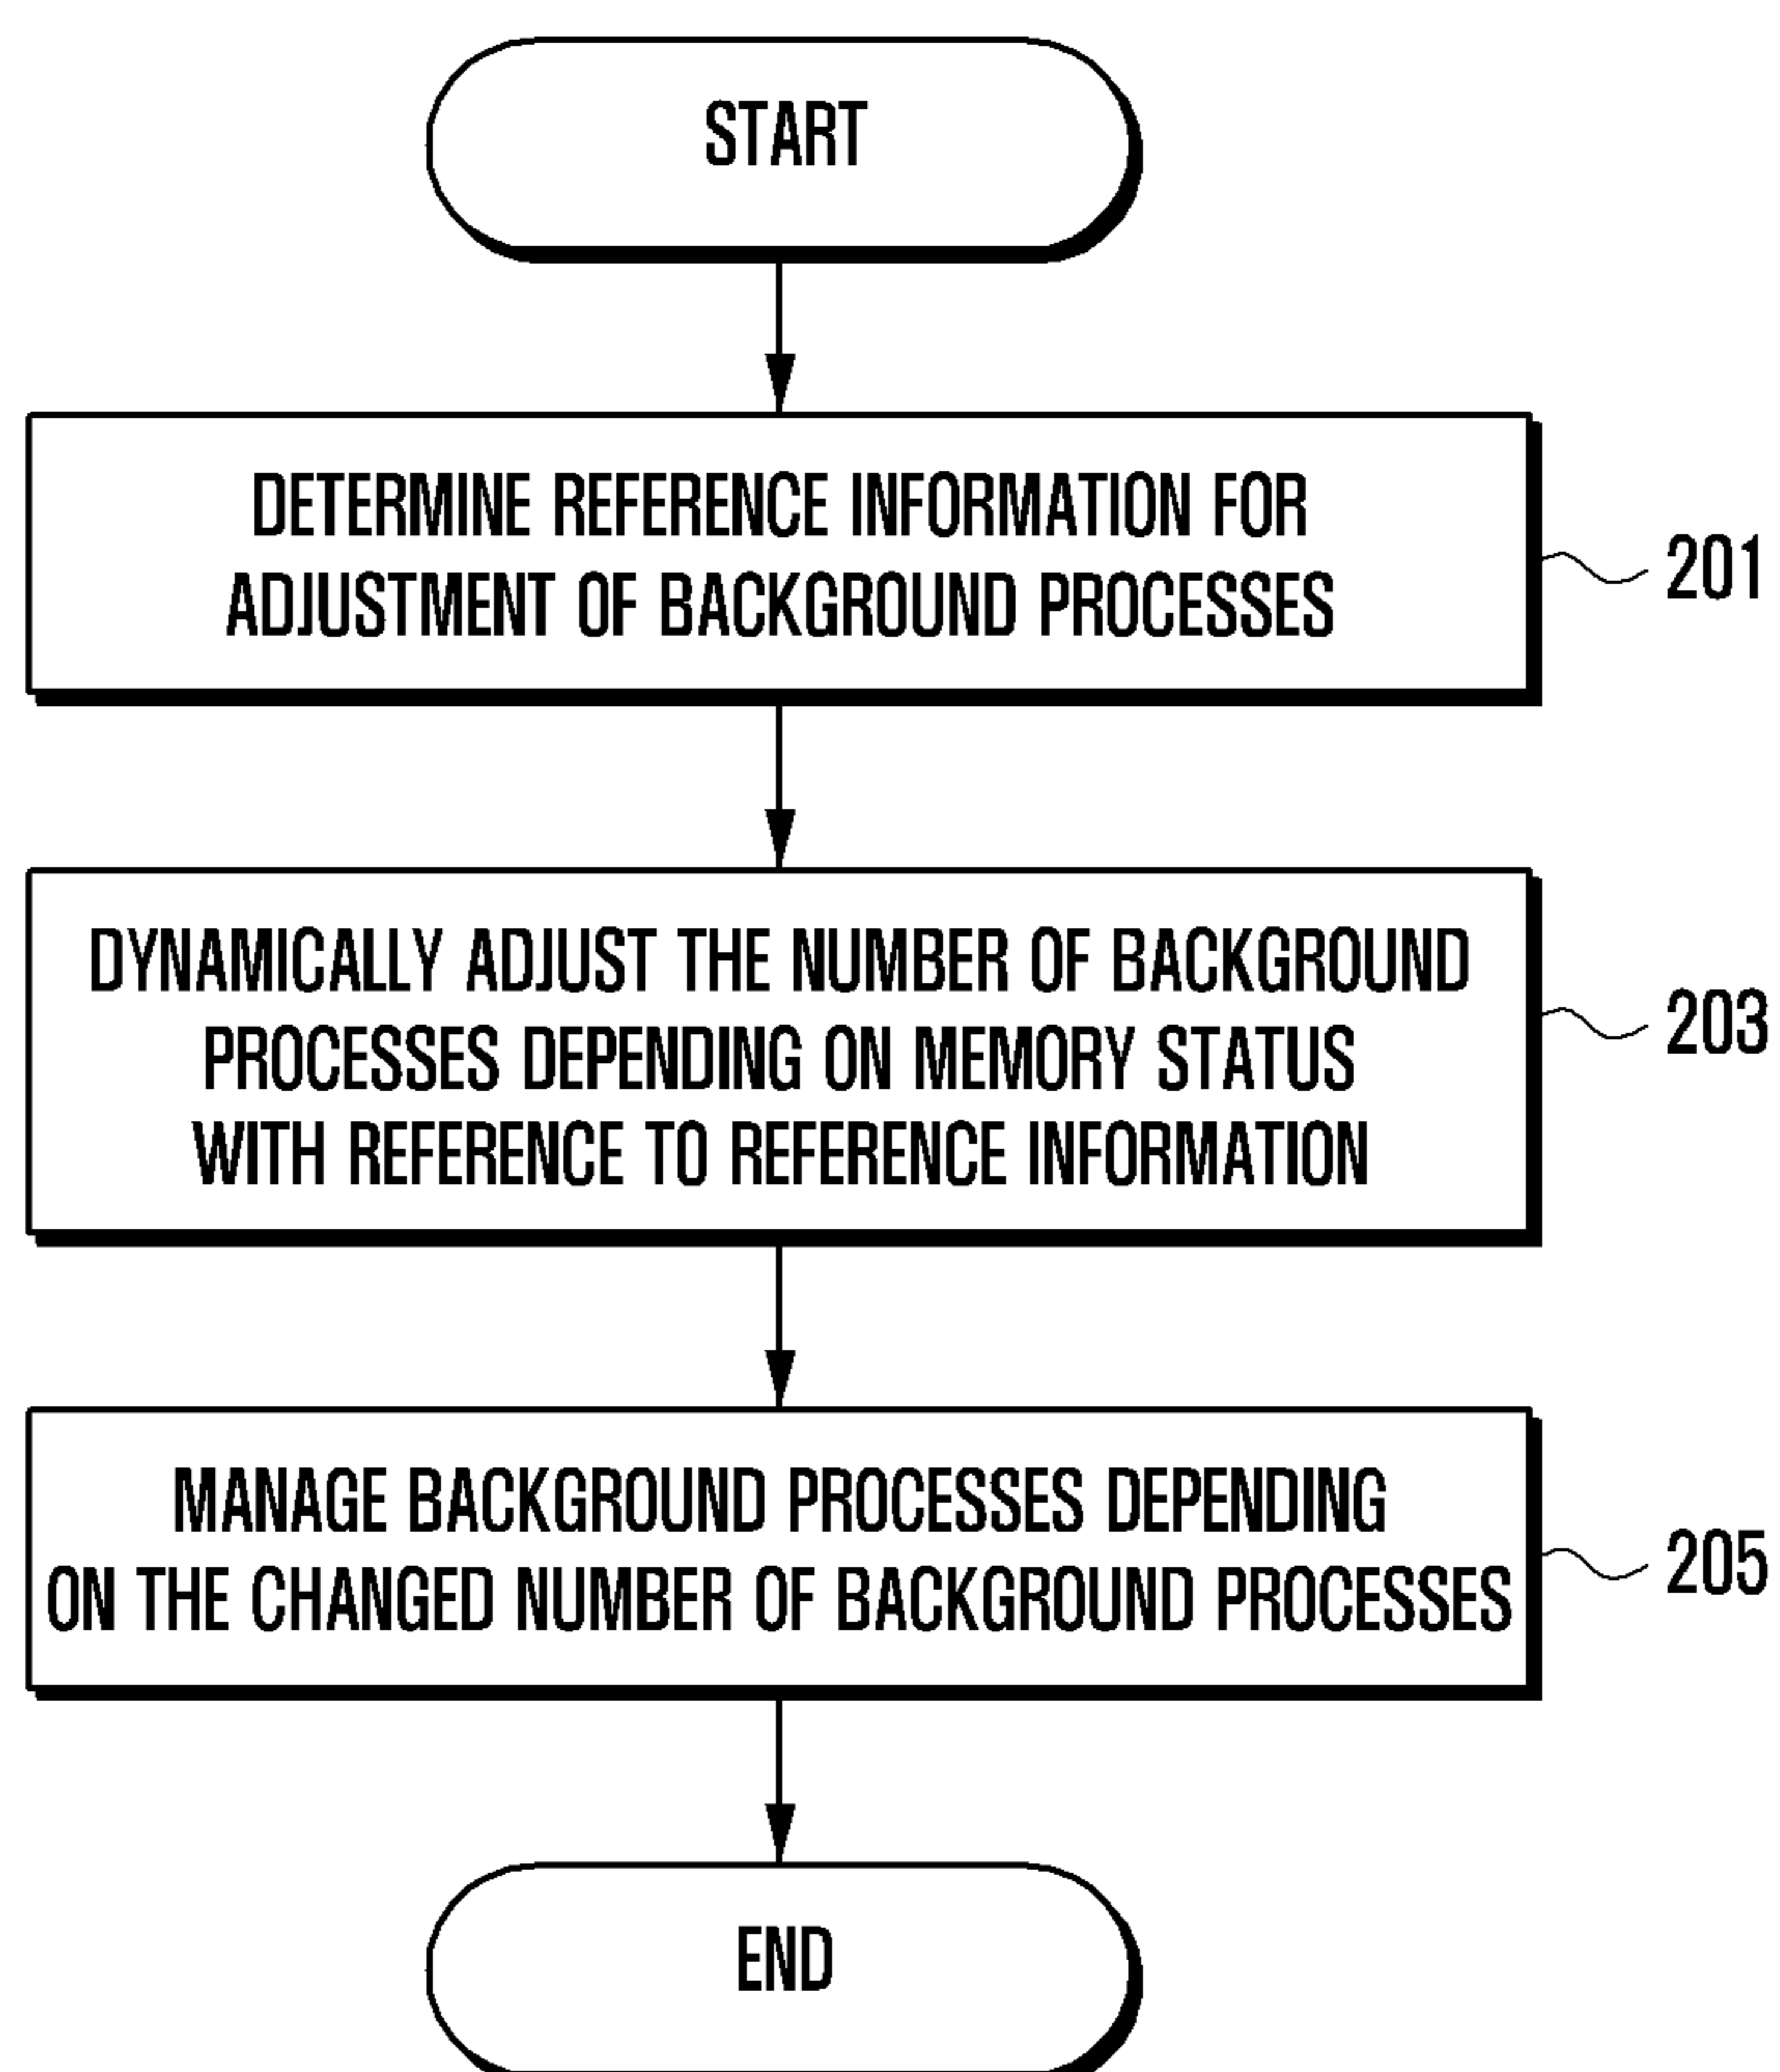 START
DETERMINE REFERENCE INFORMATION FOR
ADJUSTMENT OF BACKGROUND PROCESSES
201
DYNAMICALLY ADJUST THE NUMBER OF BACKGROUND
PROCESSES DEPENDING ON MEMORY STATUS
WITH REFERENCE TO REFERENCE INFORMATION
203
MANAGE BACKGROUND PROCESSES DEPENDING
ON THE CHANGED NUMBER OF BACKGROUND PROCESSES
205
END